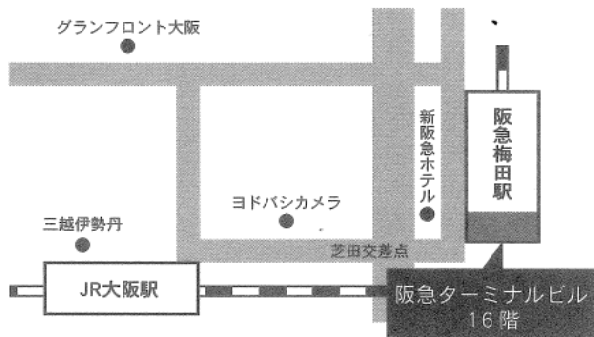 グランフロント大阪
新阪急ホテル
阪急梅田駅
ヨドバシカメラ
三越伊勢丹
芝田交差点
JR大阪駅
阪急ターミナルビル
16階